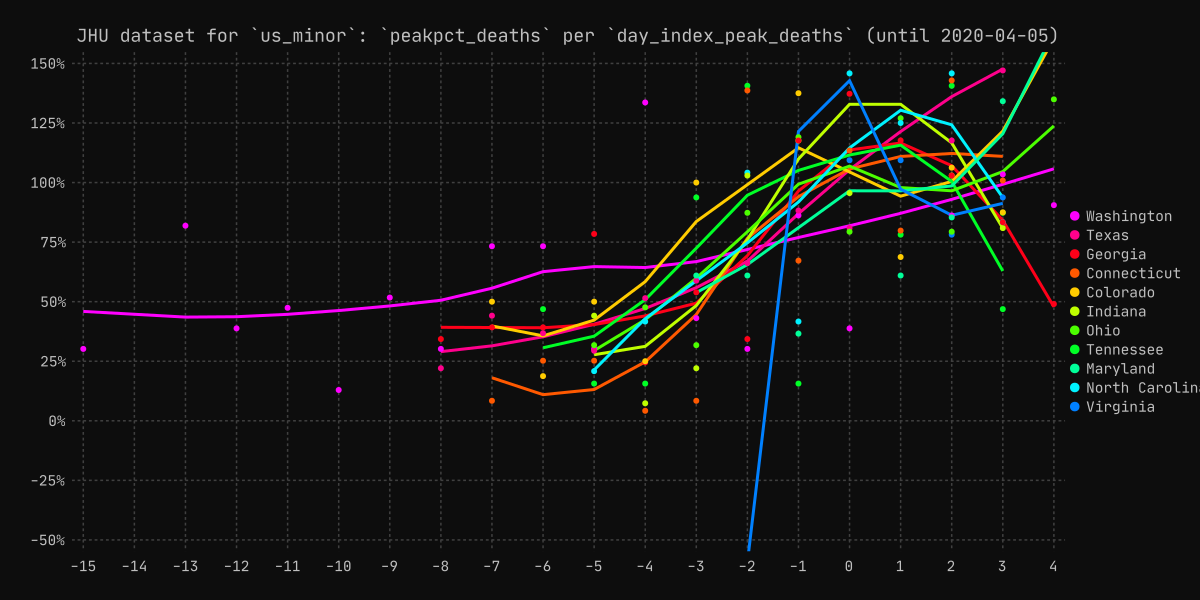 JHU dataset for `us_minor`: `peakpct_deaths` per `day_index_peak_deaths` (until 2020-04-05)
150%
125%
100%
75%
50%
25%
0%
-25%
-50%
-15 -14 -13 -12 -11 -10 -9 -8 -7 -6 -5 -4 -3 -2 -1 0 1 2 3 4
Washington
Texas
Georgia
Connecticut
Colorado
Indiana
Ohio
Tennessee
Maryland
North Carolina
Virginia